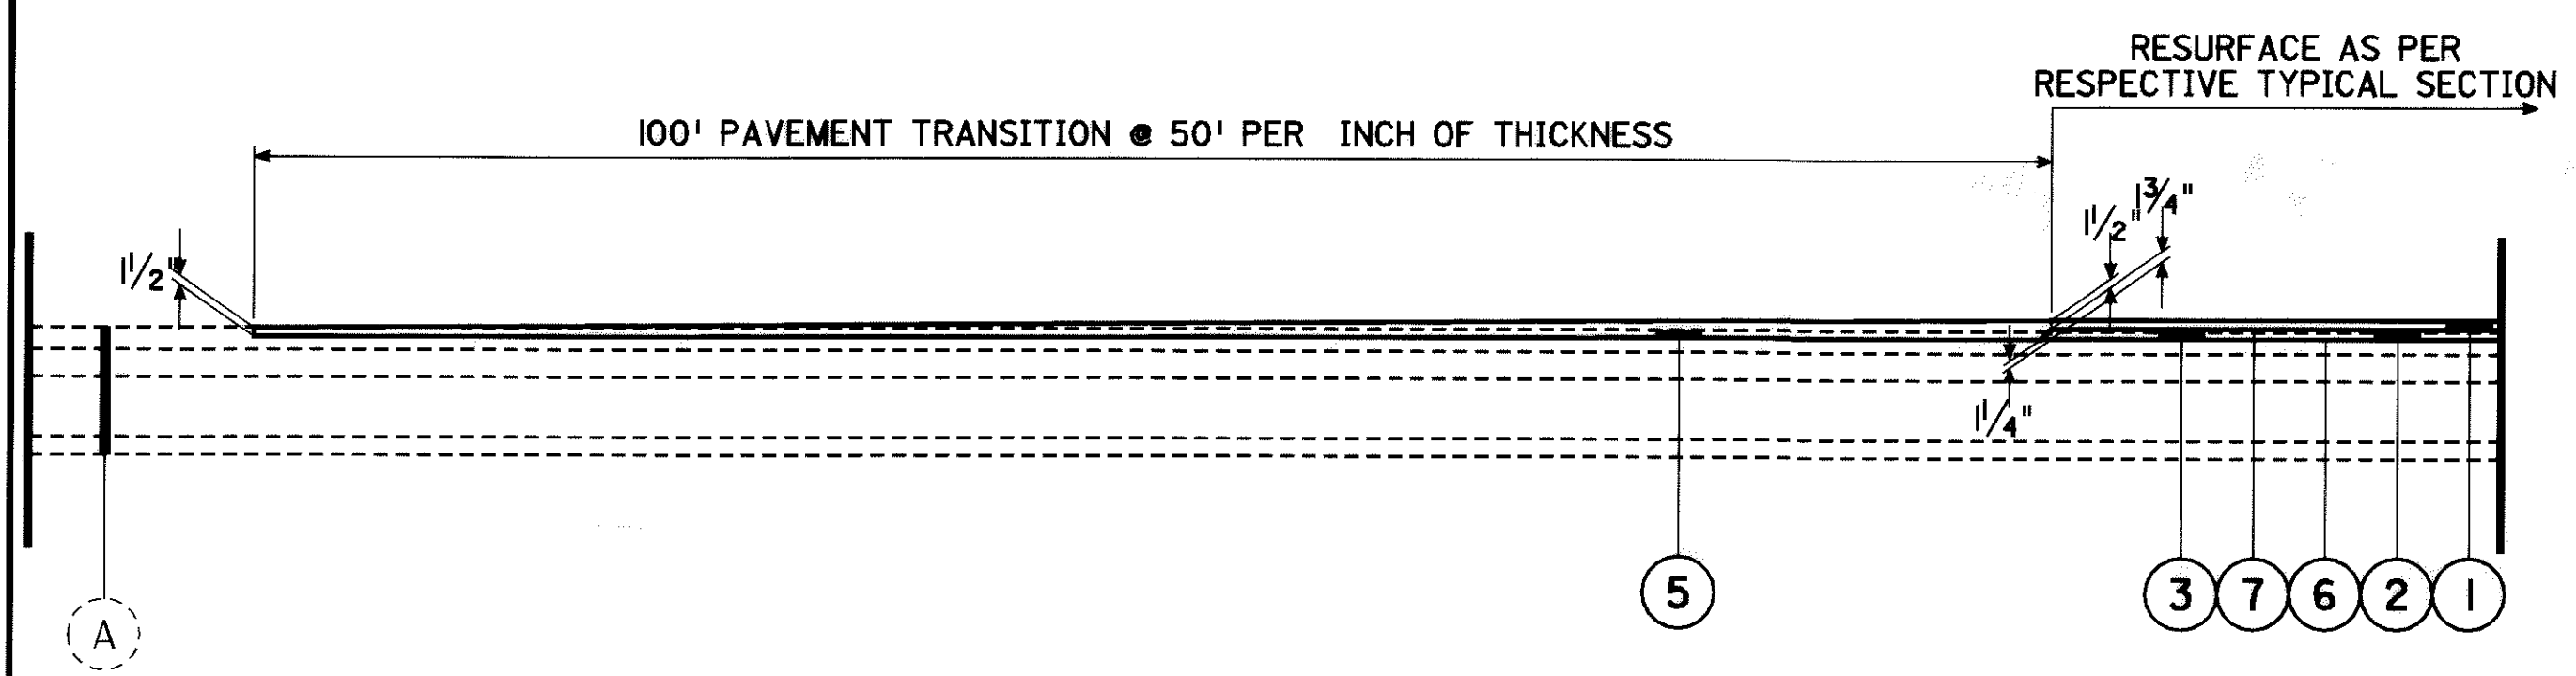 RESURFACE AS PER
RESPECTIVE TYPICAL SECTION
100' PAVEMENT TRANSITION @ 50' PER INCH OF THICKNESS
1 3/4"
1 1/2"
1 1/2"
1 1/4"
5
3 7 6 2 1
A